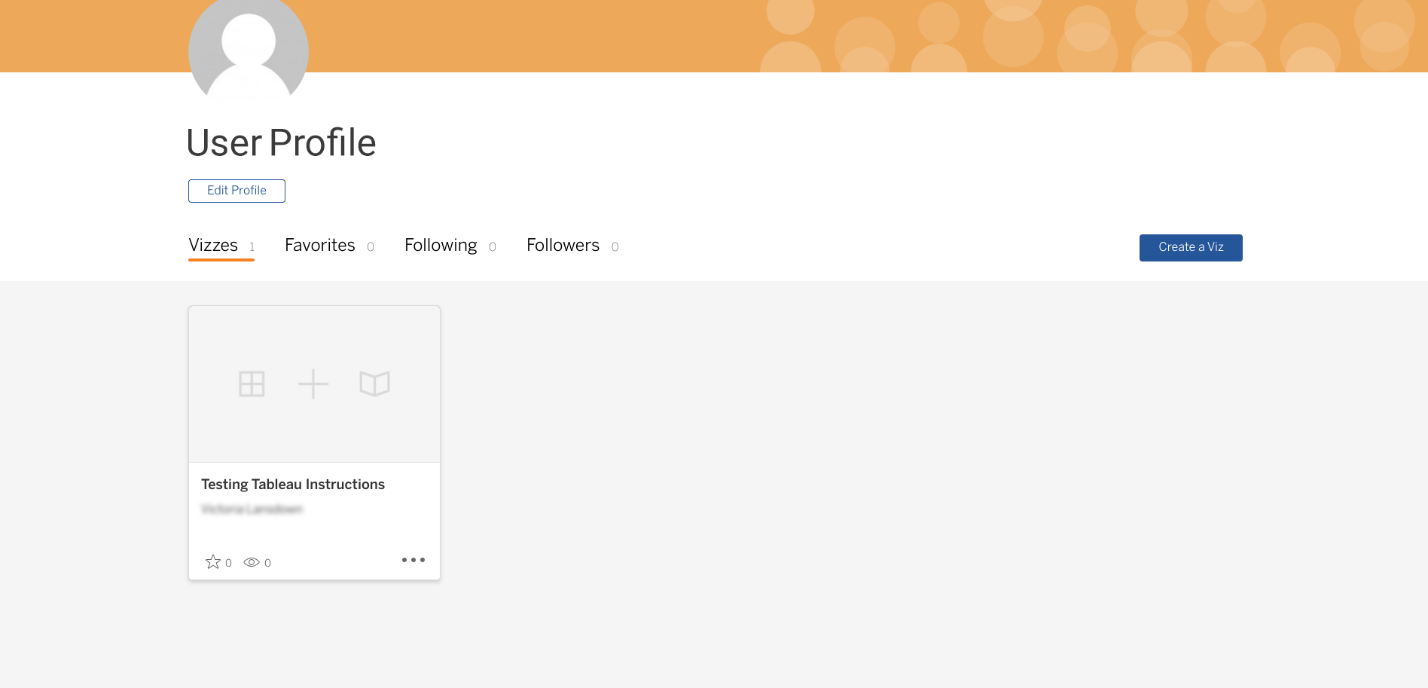 User Profile
Edit Profile
Vizzes 1 Favorites 0 Following 0 Followers 0 Create a Viz
Testing Tableau Instructions
0 0